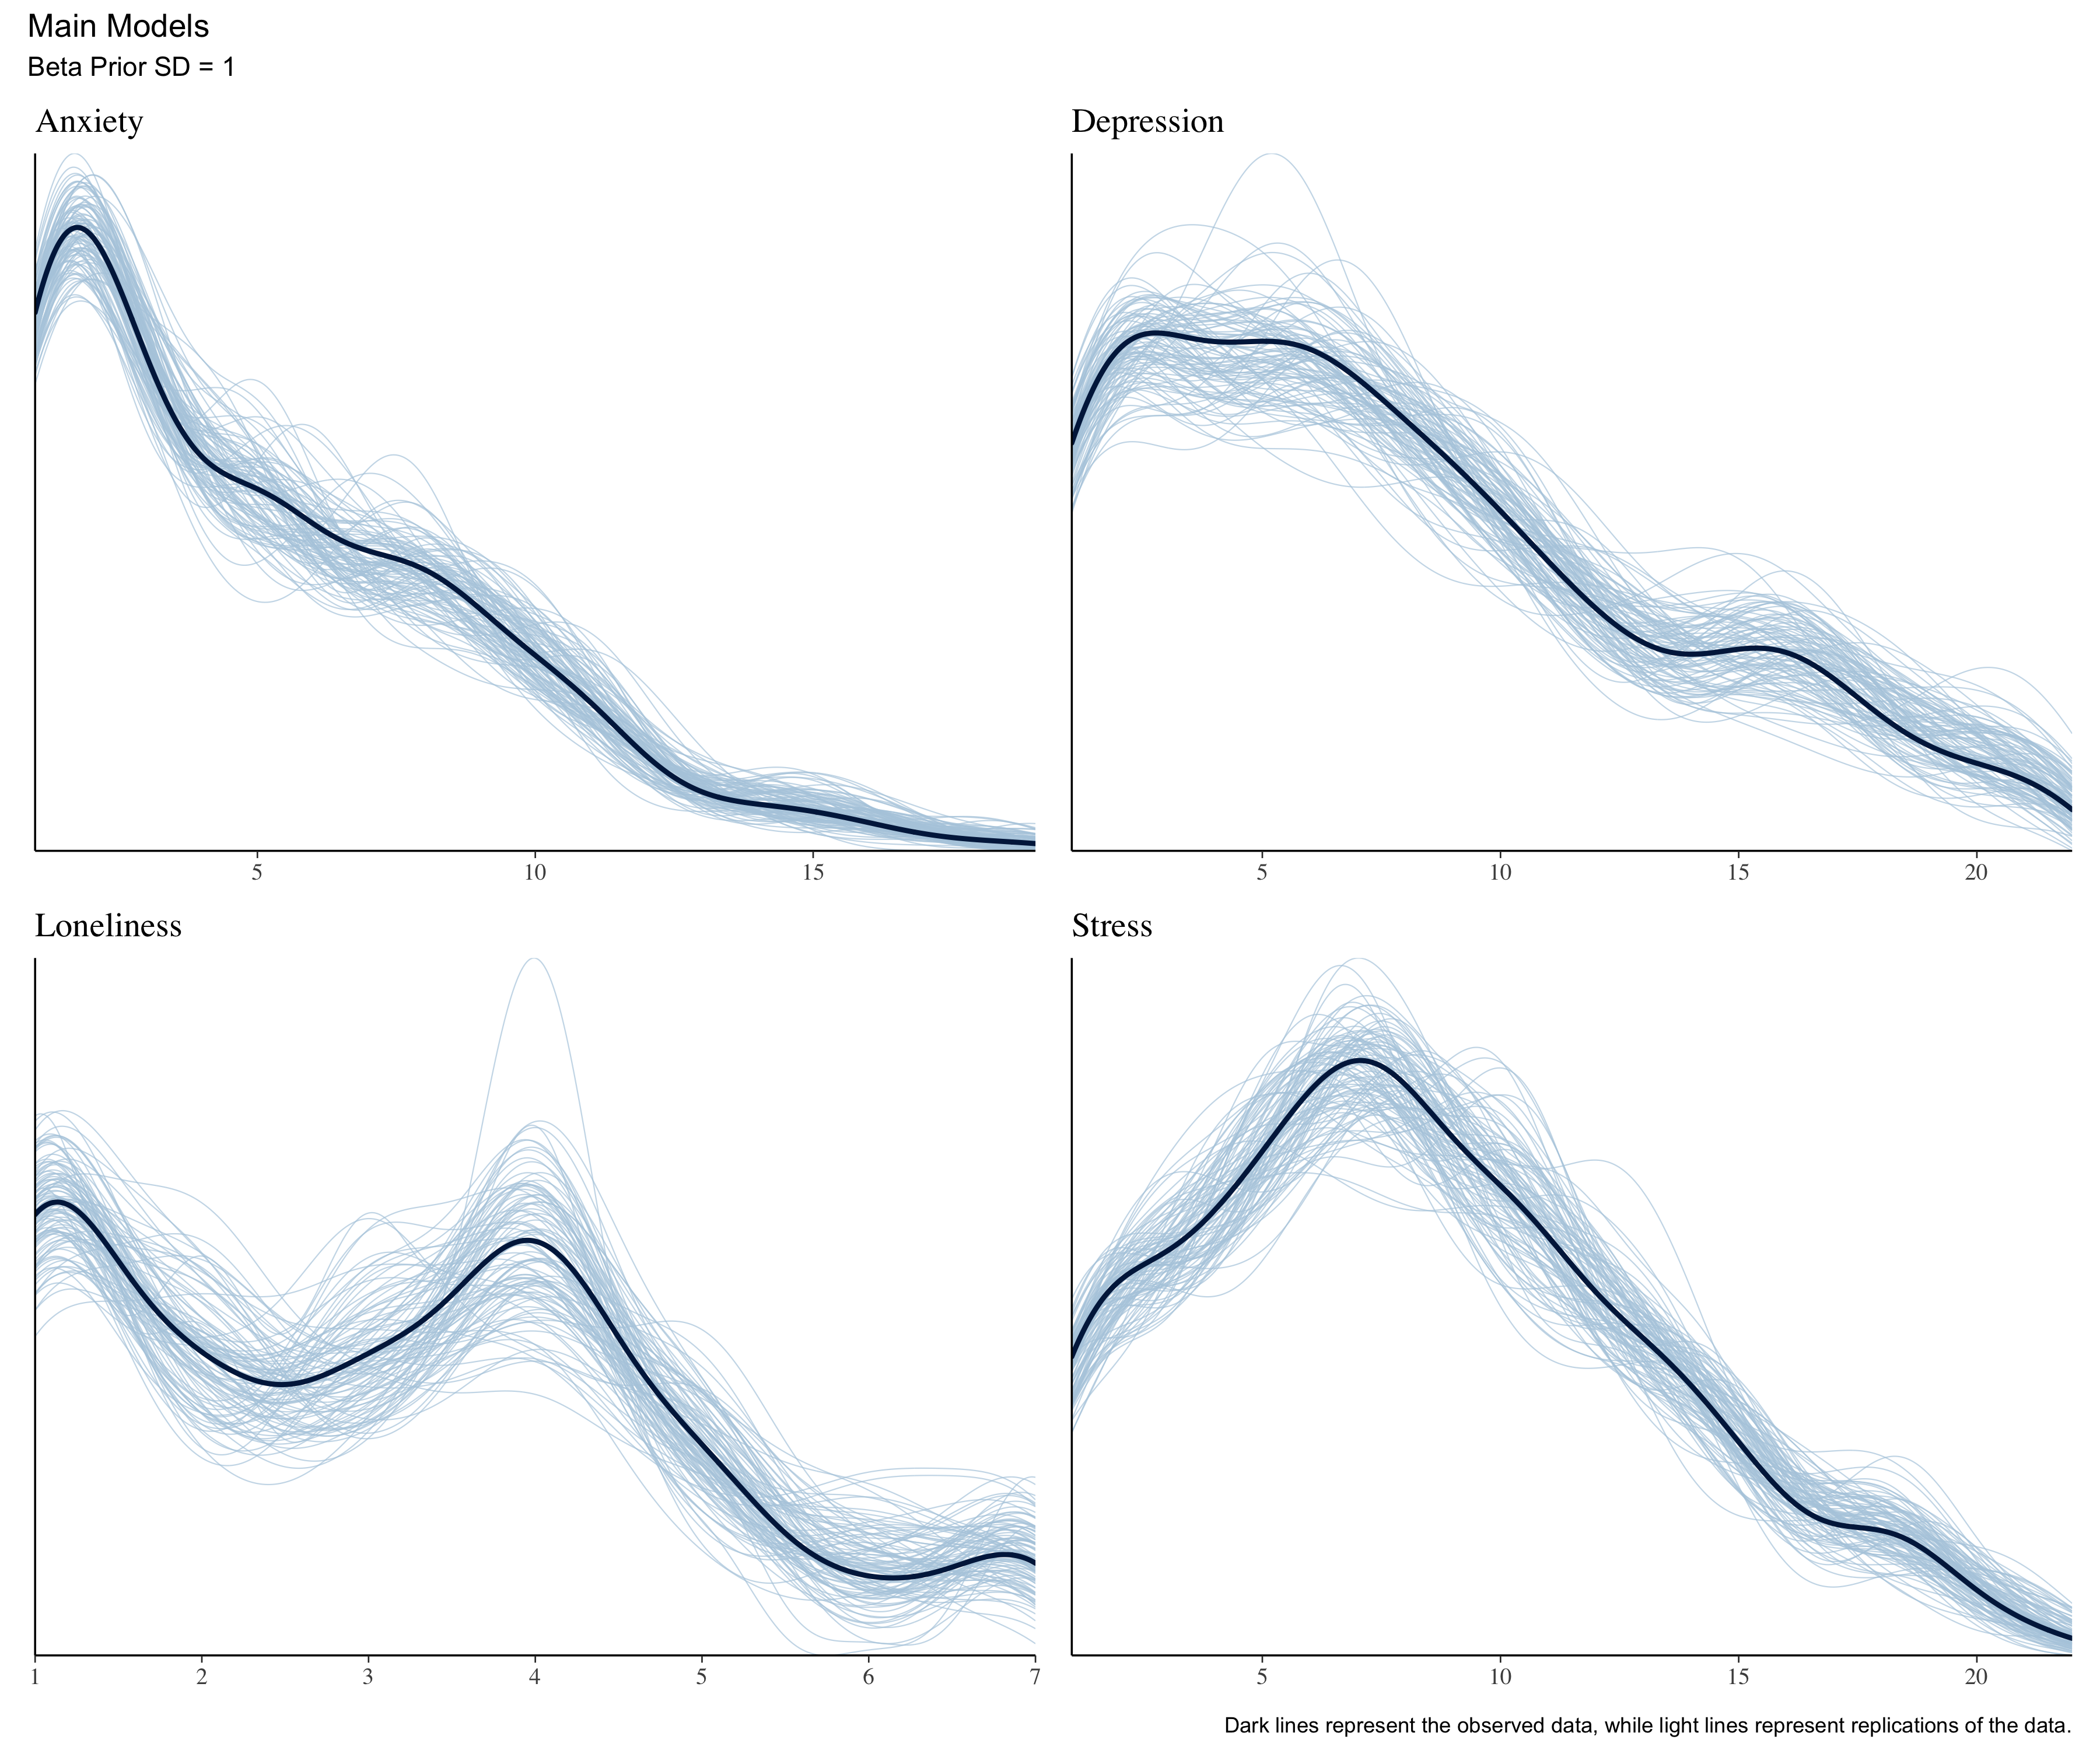 Main Models
Beta Prior SD = 1
Anxiety
5 10 15
Depression
5 10 15 20
Loneliness
1 2 3 4 5 6 7
Stress
5 10 15 20
Dark lines represent the observed data, while light lines represent replications of the data.